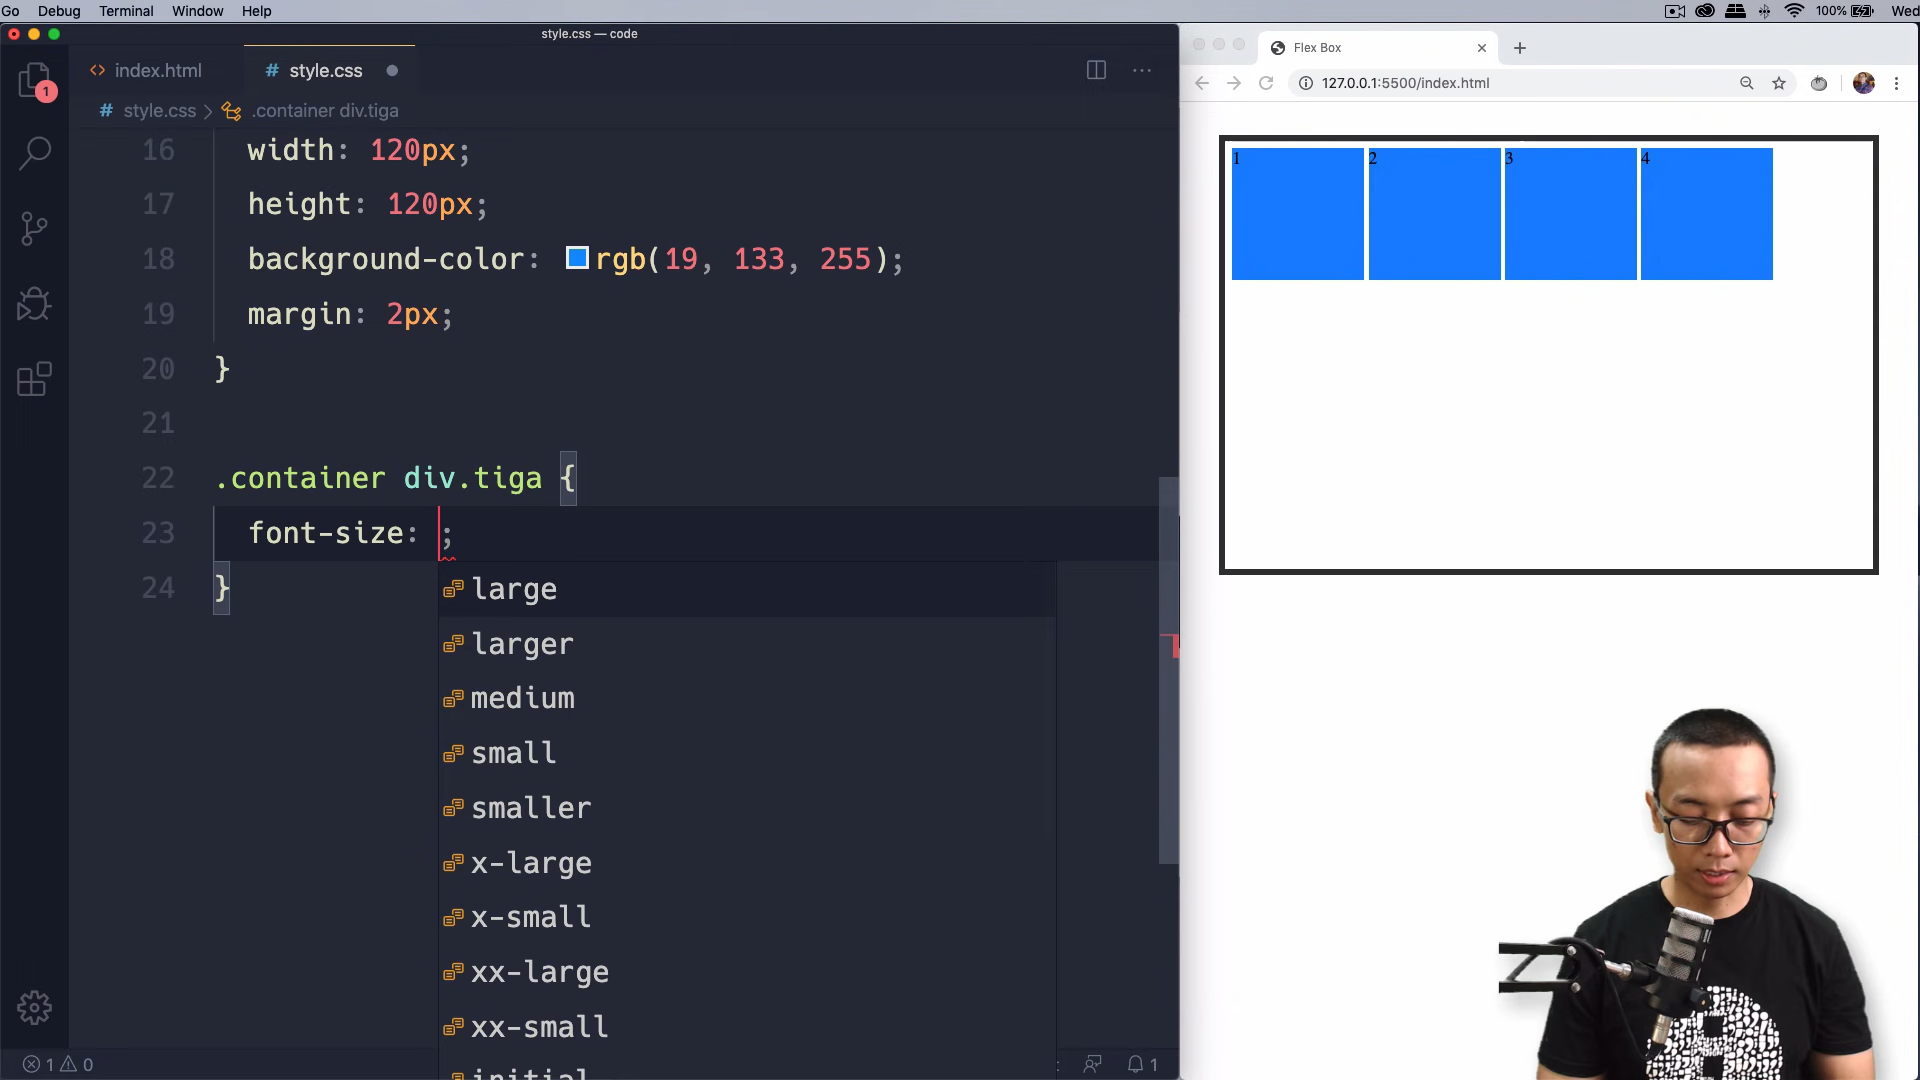 Go Debug Terminal Window Help 100% Wed
style.css — code
index.html style.css
style.css .container div.tiga
16 width: 120px;
17 height: 120px;
18 background-color: rgb(19, 133, 255);
19 margin: 2px;
20 }
21
22 .container div.tiga {
23 font-size: ;
24 }
large
larger
medium
small
smaller
x-large
x-small
xx-large
xx-small
initial
1 0
1
1
Flex Box
127.0.0.1:5500/index.html
1 2 3 4